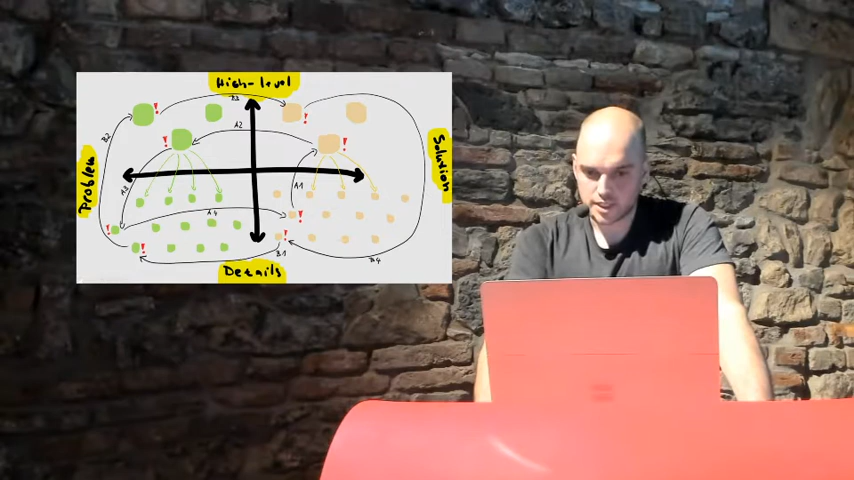 High-level
B3
A2
B2
Problem
Solution
A3
A1
A4
B1
B4
Details